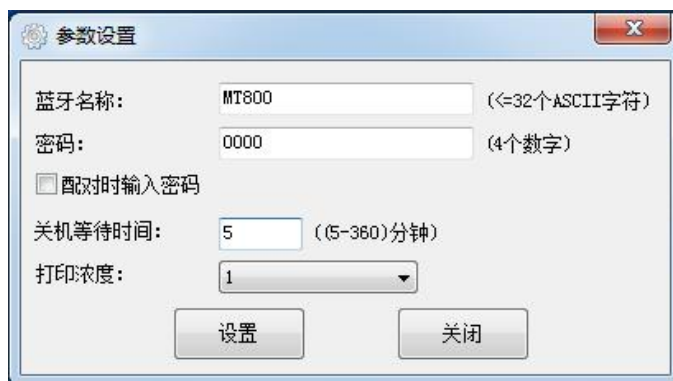 参数设置
蓝牙名称: MT800 (<=32个ASCII字符)
密码: 0000 (4个数字)
配对时输入密码
关机等待时间: 5 ((5-360)分钟)
打印浓度: 1
设置 关闭